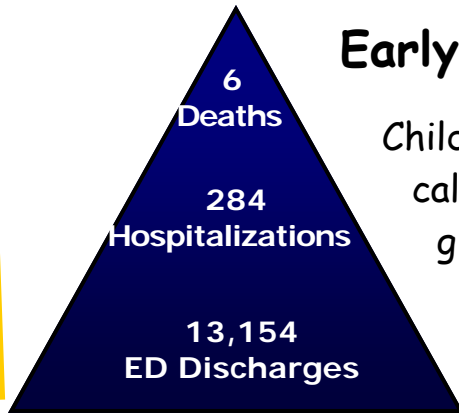 Early
6
Deaths
284
Hospitalizations
13,154
ED Discharges